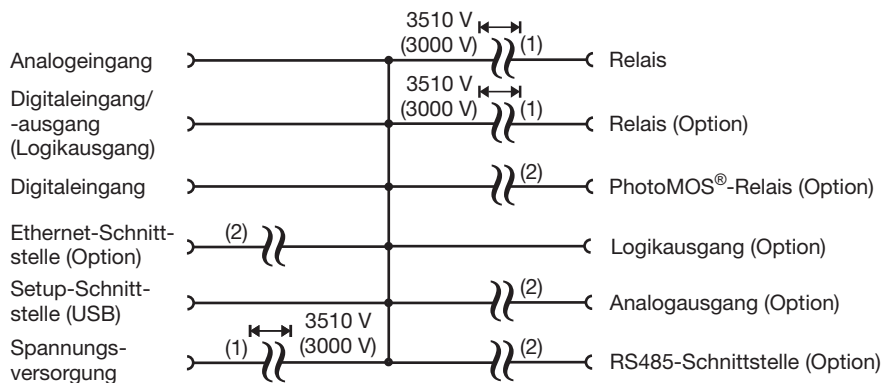 3510 V
(3000 V)
(1)
Analogeingang
Relais
Digitaleingang/
-ausgang
(Logikausgang)
3510 V
(3000 V)
(1)
Relais (Option)
Digitaleingang
(2)
PhotoMOS®-Relais (Option)
Ethernet-Schnitt-
stelle (Option)
(2)
Logikausgang (Option)
Setup-Schnitt-
stelle (USB)
(2)
Analogausgang (Option)
Spannungs-
versorgung
(1)
3510 V
(3000 V)
(2)
RS485-Schnittstelle (Option)